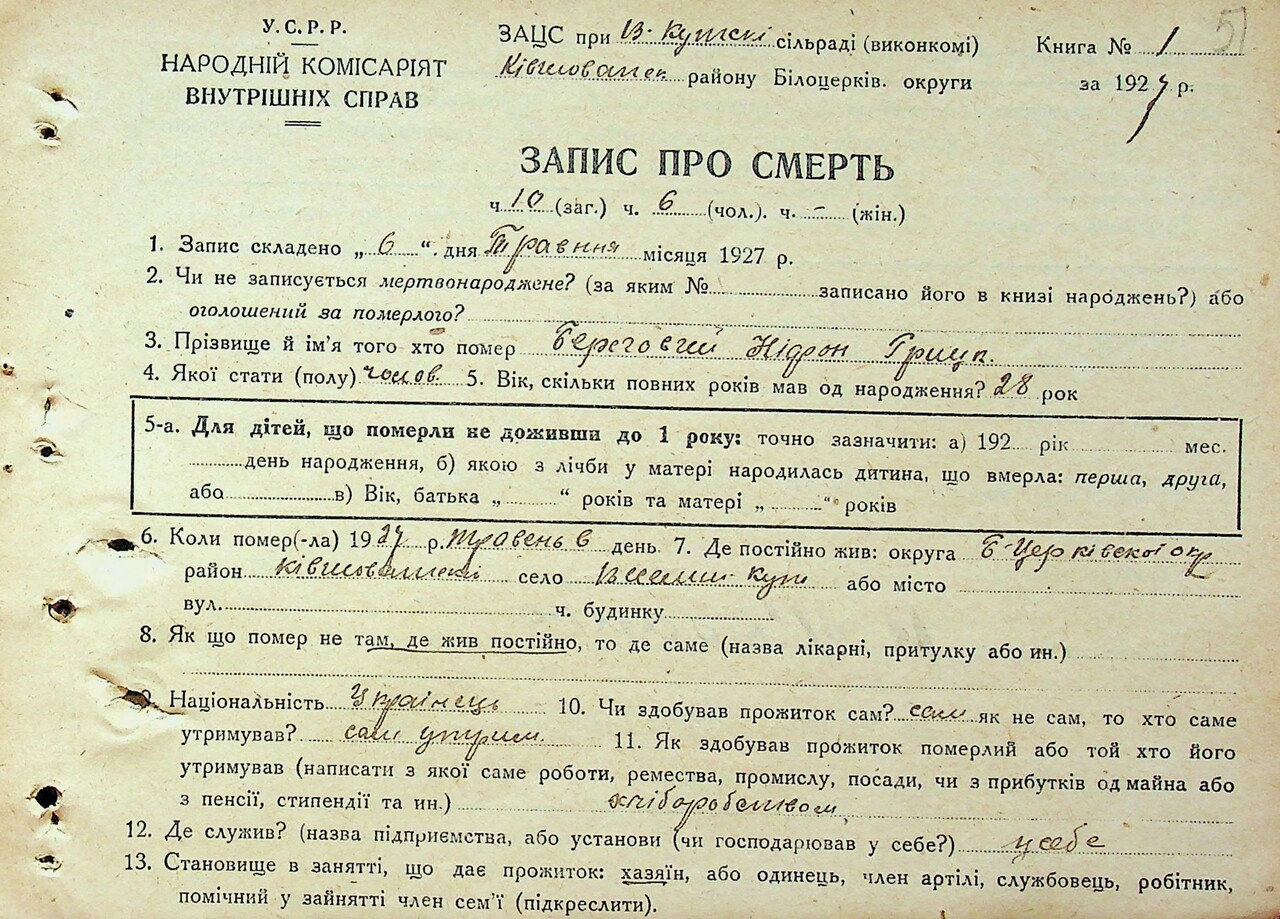 У.С.Р.Р.
НАРОДНІЙ КОМІСАРІЯТ
ВНУТРІШНІХ СПРАВ
ЗАЦС при В-Кутскі сільраді (виконкомі)
району Білоцерків. округи
Книга № 1 51
за 1927 р.
ЗАПИС ПРО СМЕРТЬ
ч 10 (заг.) ч. 6 (чол.). ч. - (жін.)
1. Запис складено „ 6 “. дня Травння місяця 1927 р.
2. Чи не записується мертвонароджене? (за яким № записано його в книзі народжень?) або
оголошений за померлого?
3. Прізвище й ім'я того хто помер Береговий Нідрон Грицк.
4. Якої стати (полу) чолов 5. Вік, скільки повних років мав од народження? 28 рок
5-а. Для дітей, що померли не доживши до 1 року: точно зазначити: а) 192 рік мес.
день народження, б) якою з лічби у матері народилась дитина, що вмерла: перша, друга,
або в) Вік, батька „ “ років та матері „ “ років
6. Коли помер(-ла) 1927 р. травень 6 день 7. Де постійно жив: округа Б-Церківскої окр
район село або місто
вул. ч. будинку
8. Як що помер не там, де жив постійно, то де саме (назва лікарні, притулку або ин.)
9. Національність Українець 10. Чи здобував прожиток сам? сам як не сам, то хто саме
утримував? сам утрим. 11. Як здобував прожиток померлий або той хто його
утримував (написати з якої саме роботи, ремества, промислу, посади, чи з прибутків од майна або
з пенсії, стипендії та ин.) хліборобством
12. Де служив? (назва підприємства, або установи (чи господарював у себе?) у себе
13. Становище в занятті, що дає прожиток: хазяїн, або одинець, член артілі, службовець, робітник,
помічний у зайнятті член сем'ї (підкреслити).